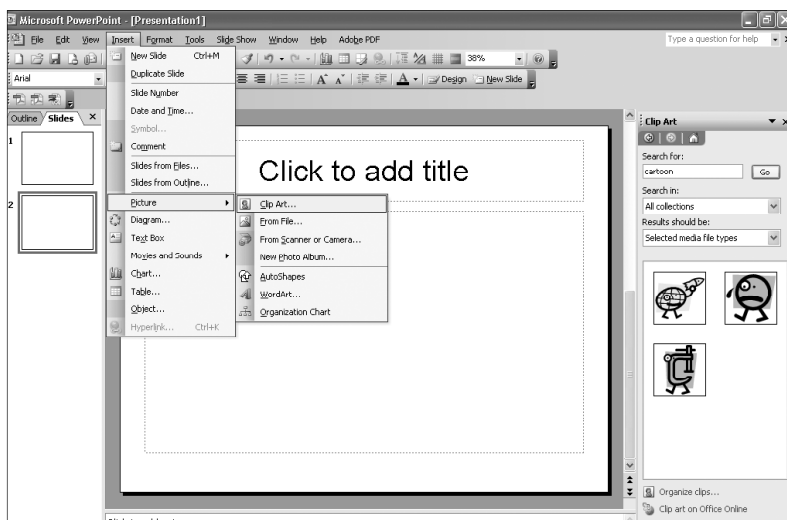 Microsoft PowerPoint - [Presentation1]
File Edit View Insert Format Tools Slide Show Window Help Adobe PDF
Type a question for help
38%
Arial
Design New Slide
New Slide Ctrl+M
Duplicate Slide
Slide Number
Date and Time...
Symbol...
Comment
Slides from Files...
Slides from Outline...
Picture
Diagram...
Text Box
Movies and Sounds
Chart...
Table...
Object...
Hyperlink... Ctrl+K
Clip Art...
From File...
From Scanner or Camera...
New Photo Album...
AutoShapes
WordArt...
Organization Chart
Outline Slides
1
2
Click to add title
Clip Art
Search for:
cartoon Go
Search in:
All collections
Results should be:
Selected media file types
Organize clips...
Clip art on Office Online